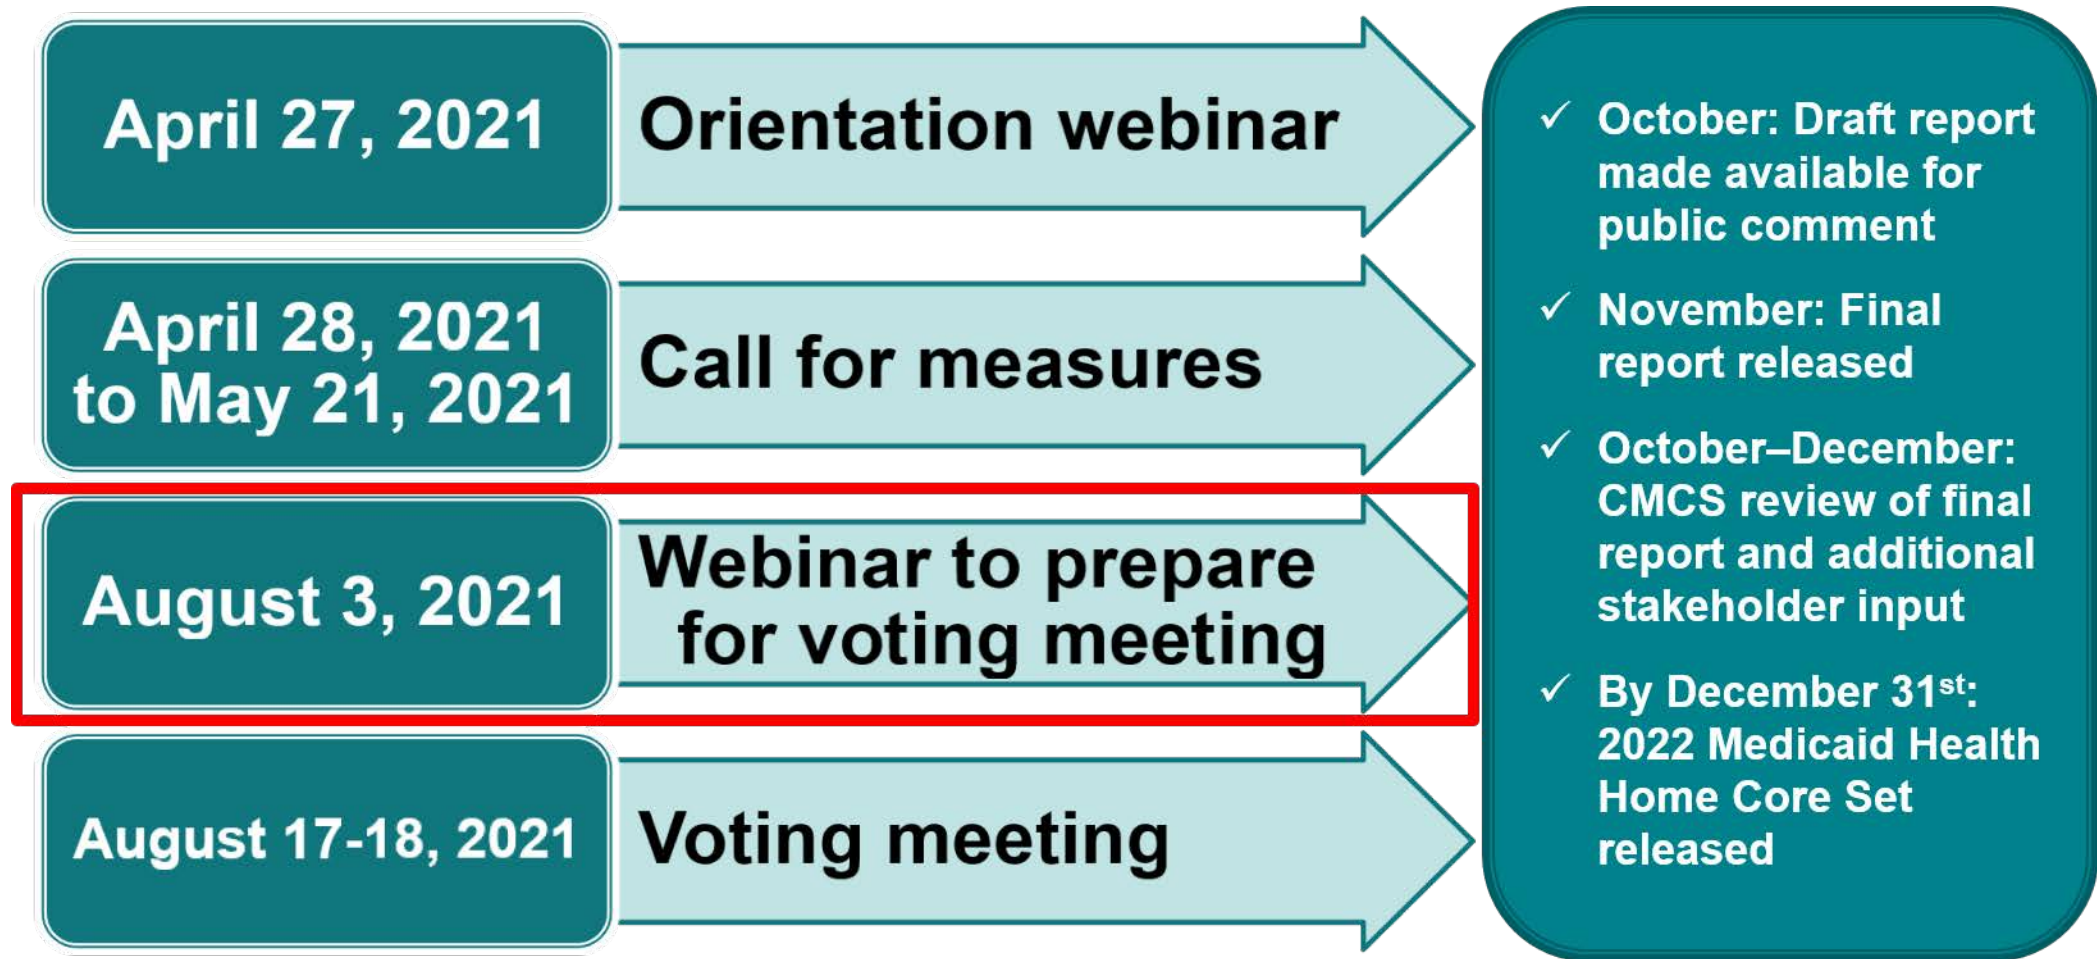 April 27, 2021
Orientation webinar
April 28, 2021
to May 21, 2021
Call for measures
August 3, 2021
Webinar to prepare
for voting meeting
August 17-18, 2021
Voting meeting
✓ October: Draft report
made available for
public comment
✓ November: Final
report released
✓ October–December:
CMCS review of final
report and additional
stakeholder input
✓ By December 31st:
2022 Medicaid Health
Home Core Set
released